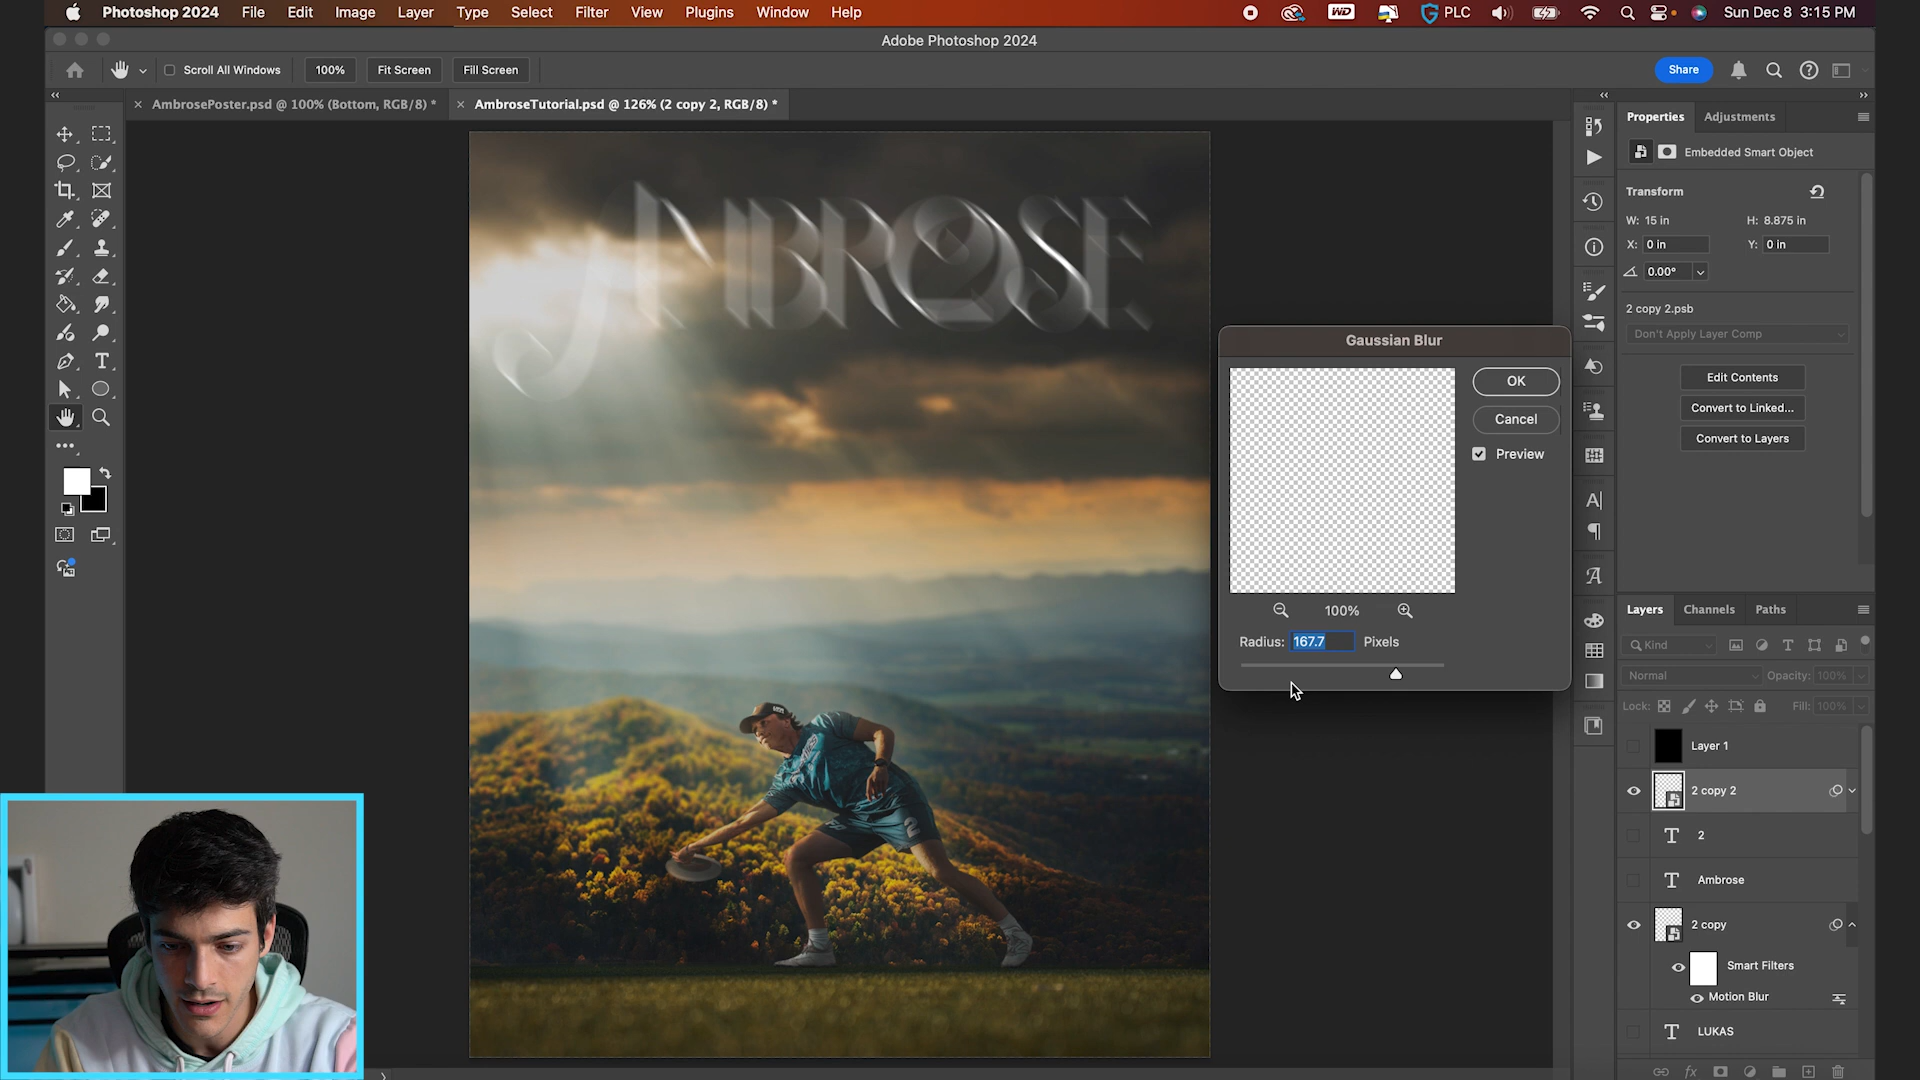 Photoshop 2024 File Edit Image Layer Type Select Filter View Plugins Window Help WD PLC Sun Dec 8 3:15 PM
Adobe Photoshop 2024
Scroll All Windows 100% Fit Screen Fill Screen Share
AmbrosePoster.psd @ 100% (Bottom, RGB/8) * AmbroseTutorial.psd @ 126% (2 copy 2, RGB/8) *
Properties Adjustments
Embedded Smart Object
Transform
W: 15 in H: 8.875 in
X: 0 in Y: 0 in
0.00°
2 copy 2.psb
Don't Apply Layer Comp
Edit Contents
Convert to Linked...
Convert to Layers
AMBROSE
2
Gaussian Blur
OK
Cancel
Preview
100%
Radius: 167.7 Pixels
Layers Channels Paths
Kind
Normal Opacity: 100%
Lock: Fill: 100%
Layer 1
2 copy 2
2
Ambrose
2 copy
Smart Filters
Motion Blur
LUKAS